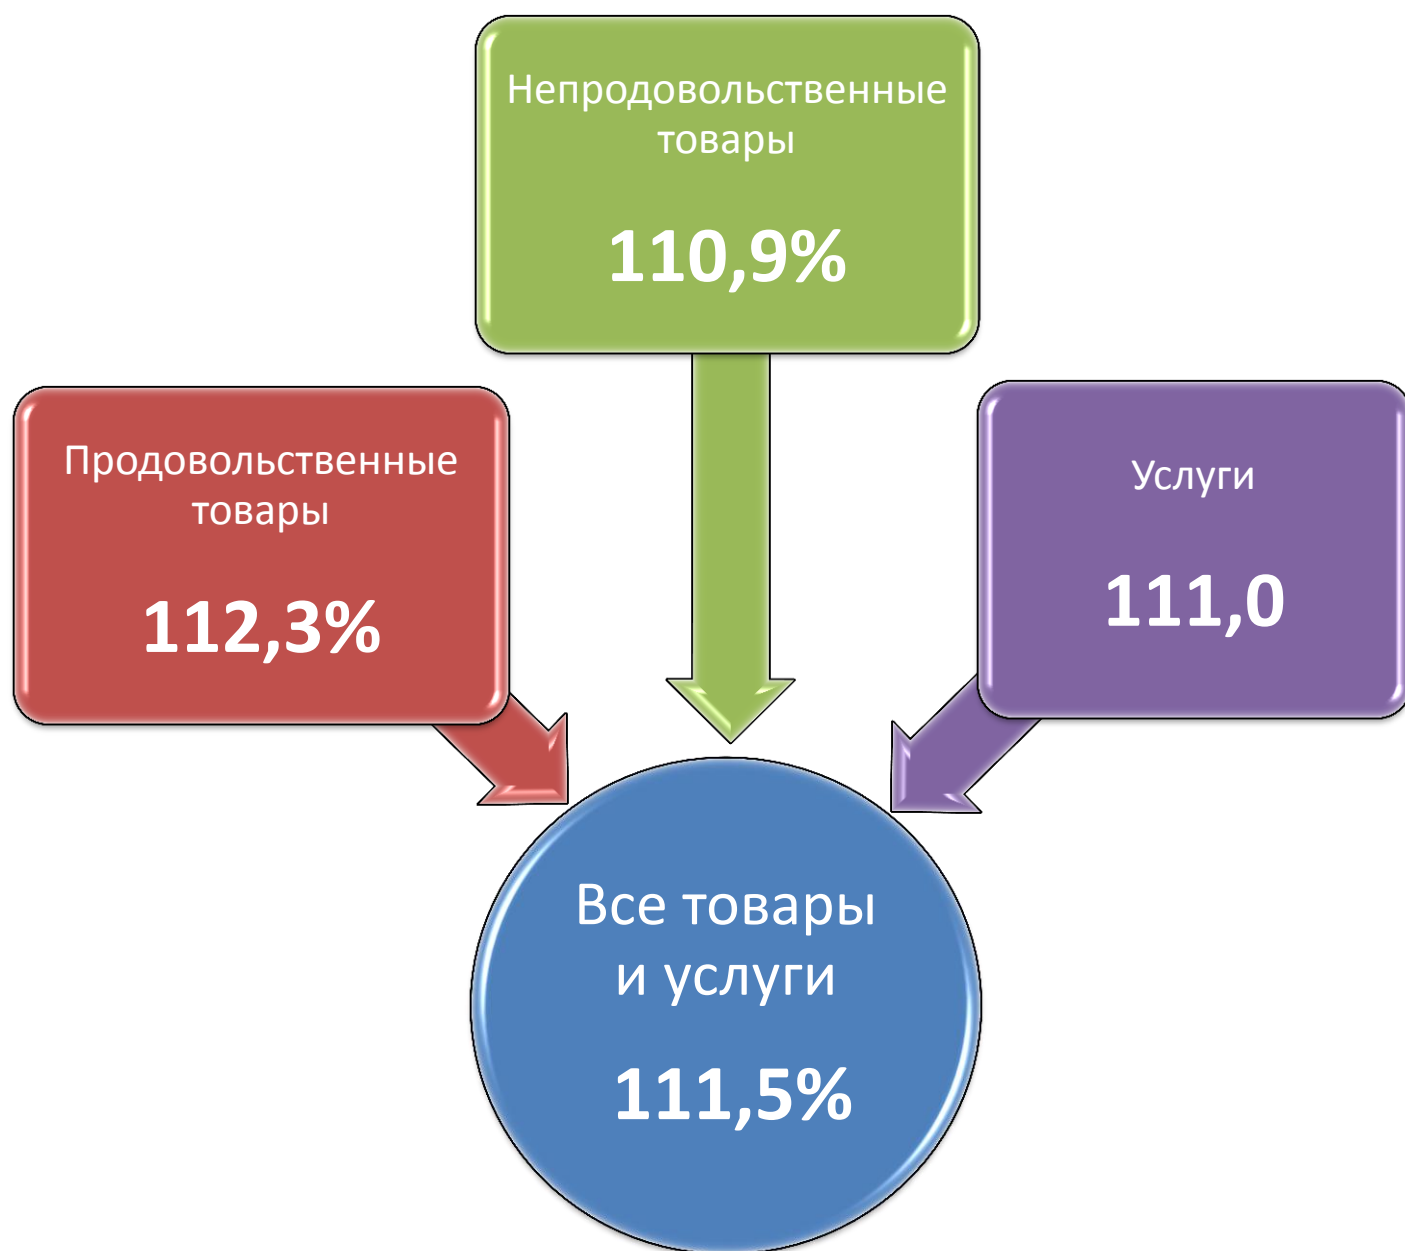 Непродовольственные
товары
110,9%
Продовольственные
товары
112,3%
Услуги
111,0
Все товары
и услуги
111,5%